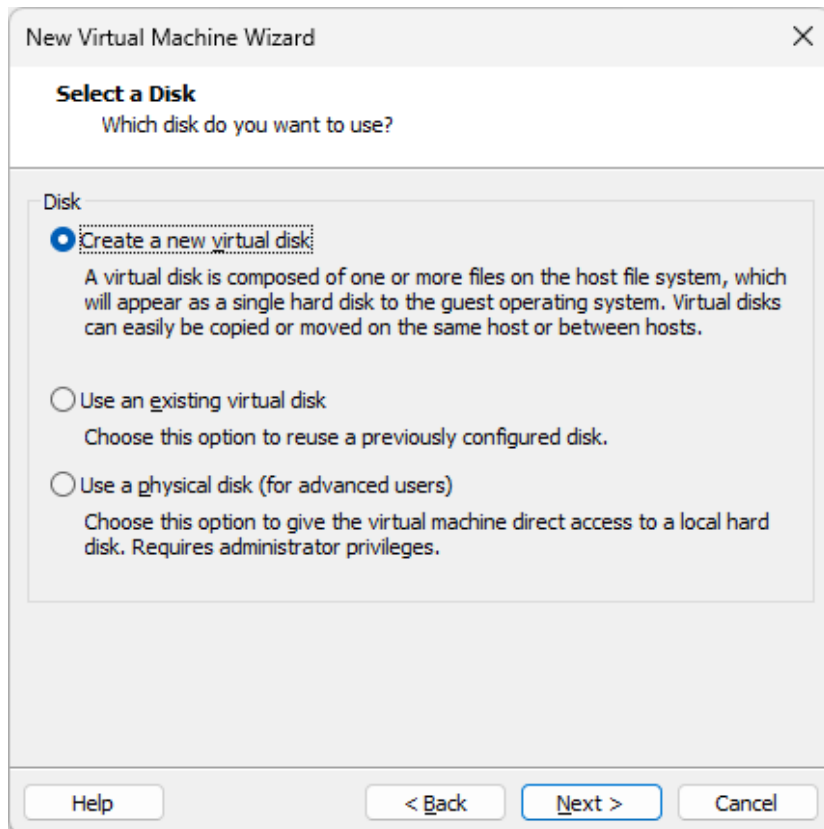 New Virtual Machine Wizard
Select a Disk
Which disk do you want to use?
Disk
Create a new virtual disk
A virtual disk is composed of one or more files on the host file system, which
will appear as a single hard disk to the guest operating system. Virtual disks
can easily be copied or moved on the same host or between hosts.
Use an existing virtual disk
Choose this option to reuse a previously configured disk.
Use a physical disk (for advanced users)
Choose this option to give the virtual machine direct access to a local hard
disk. Requires administrator privileges.
Help
< Back
Next >
Cancel